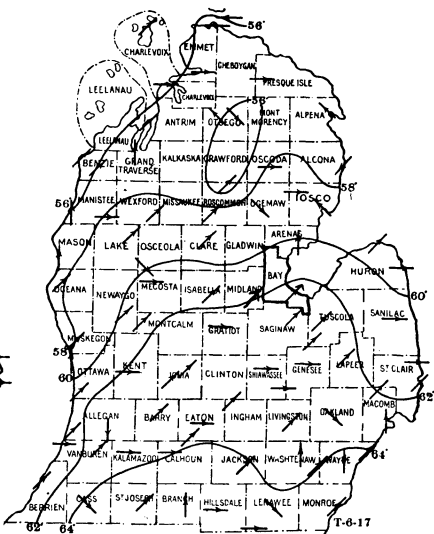 56'
EMMET
CHARLEVOIX
CHEBOYGAN
PRESQUE ISLE
LEELANAU
CHARLEVOIX
56
ANTRIM OTSEGO MONT MORENCY ALPENA
LEELANAU
BENZIE GRAND TRAVERSE KALKASKA CRAWFORD OSCODA ALCONA
58'
MANISTEE WEXFORD MISSAUKEE ROSCOMMON OGEMAW IOSCO
56'
ARENAC
MASON LAKE OSCEOLA CLARE GLADWIN
BAY HURON
OCEANA NEWAYGO MECOSTA ISABELLA MIDLAND
60'
TUSCOLA SANILAC
MONTCALM GRATIOT SAGINAW
MUSKEGON
58'
OTTAWA KENT IONIA CLINTON SHIAWASSEE GENESEE LAPEER ST CLAIR
60
MACOMB 62'
ALLEGAN BARRY EATON INGHAM LIVINGSTON OAKLAND
VANBUREN KALAMAZOO CALHOUN JACKSON WASHTENAW WAYNE 64'
BERRIEN CASS ST JOSEPH BRANCH HILLSDALE LENAWEE MONROE
62' 64' T-6-17